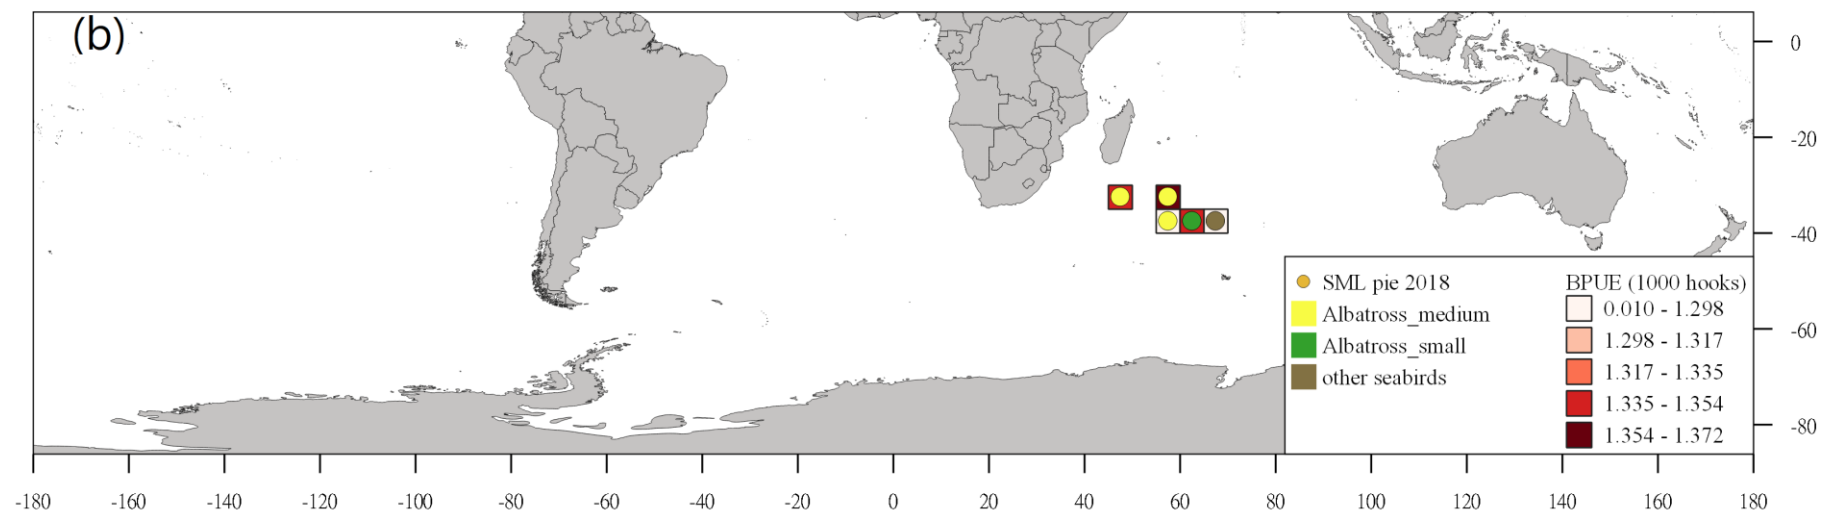 (b)
0
-20
-40
-60
-80
SML pie 2018
Albatross_medium
Albatross_small
other seabirds
BPUE (1000 hooks)
0.010 - 1.298
1.298 - 1.317
1.317 - 1.335
1.335 - 1.354
1.354 - 1.372
-180 -160 -140 -120 -100 -80 -60 -40 -20 0 20 40 60 80 100 120 140 160 180